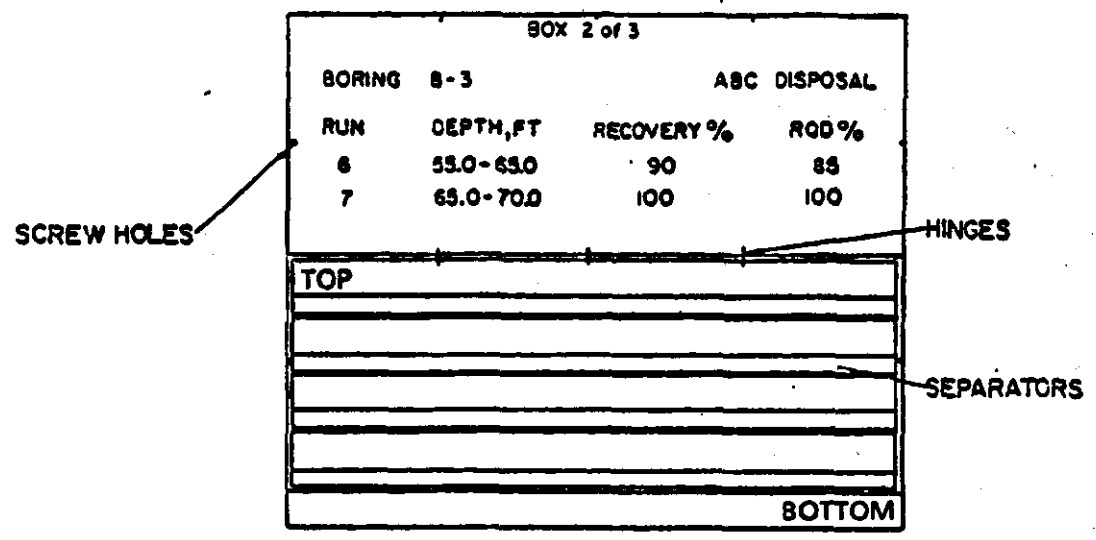 BOX 2 of 3
BORING B-3 ABC DISPOSAL
RUN DEPTH,FT RECOVERY % RQD %
6 55.0-65.0 90 85
7 65.0-70.0 100 100
SCREW HOLES
HINGES
TOP
SEPARATORS
BOTTOM